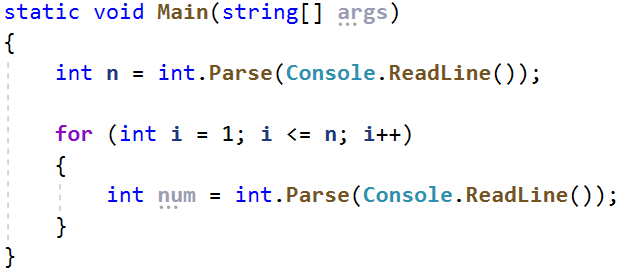 static void Main(string[] args)
{
int n = int.Parse(Console.ReadLine());
for (int i = 1; i <= n; i++)
{
int num = int.Parse(Console.ReadLine());
}
}